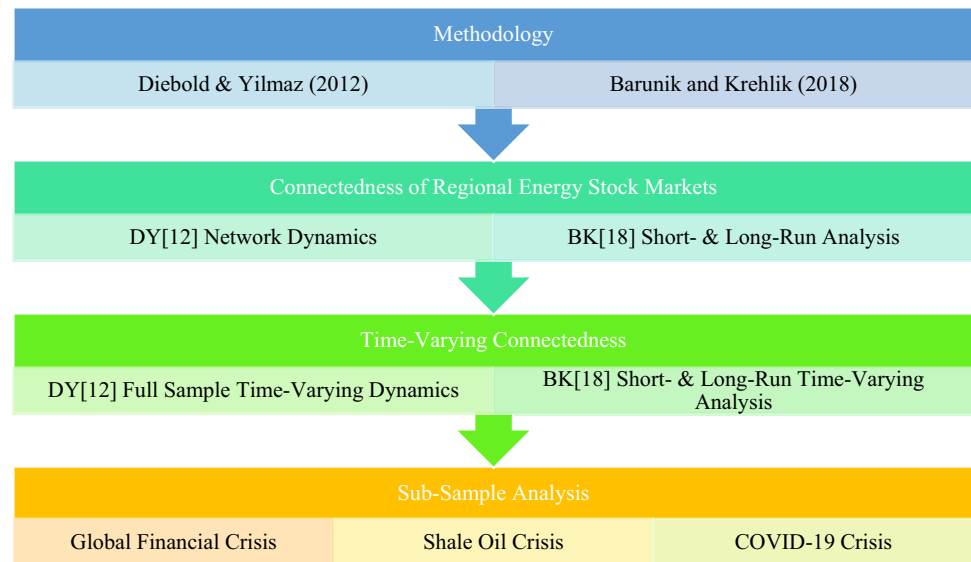 Methodology
Diebold & Yilmaz (2012)
Barunik and Krehlik (2018)
Connectedness of Regional Energy Stock Markets
DY[12] Network Dynamics
BK[18] Short- & Long-Run Analysis
Time-Varying Connectedness
DY[12] Full Sample Time-Varying Dynamics
BK[18] Short- & Long-Run Time-Varying
Analysis
Sub-Sample Analysis
Global Financial Crisis
Shale Oil Crisis
COVID-19 Crisis